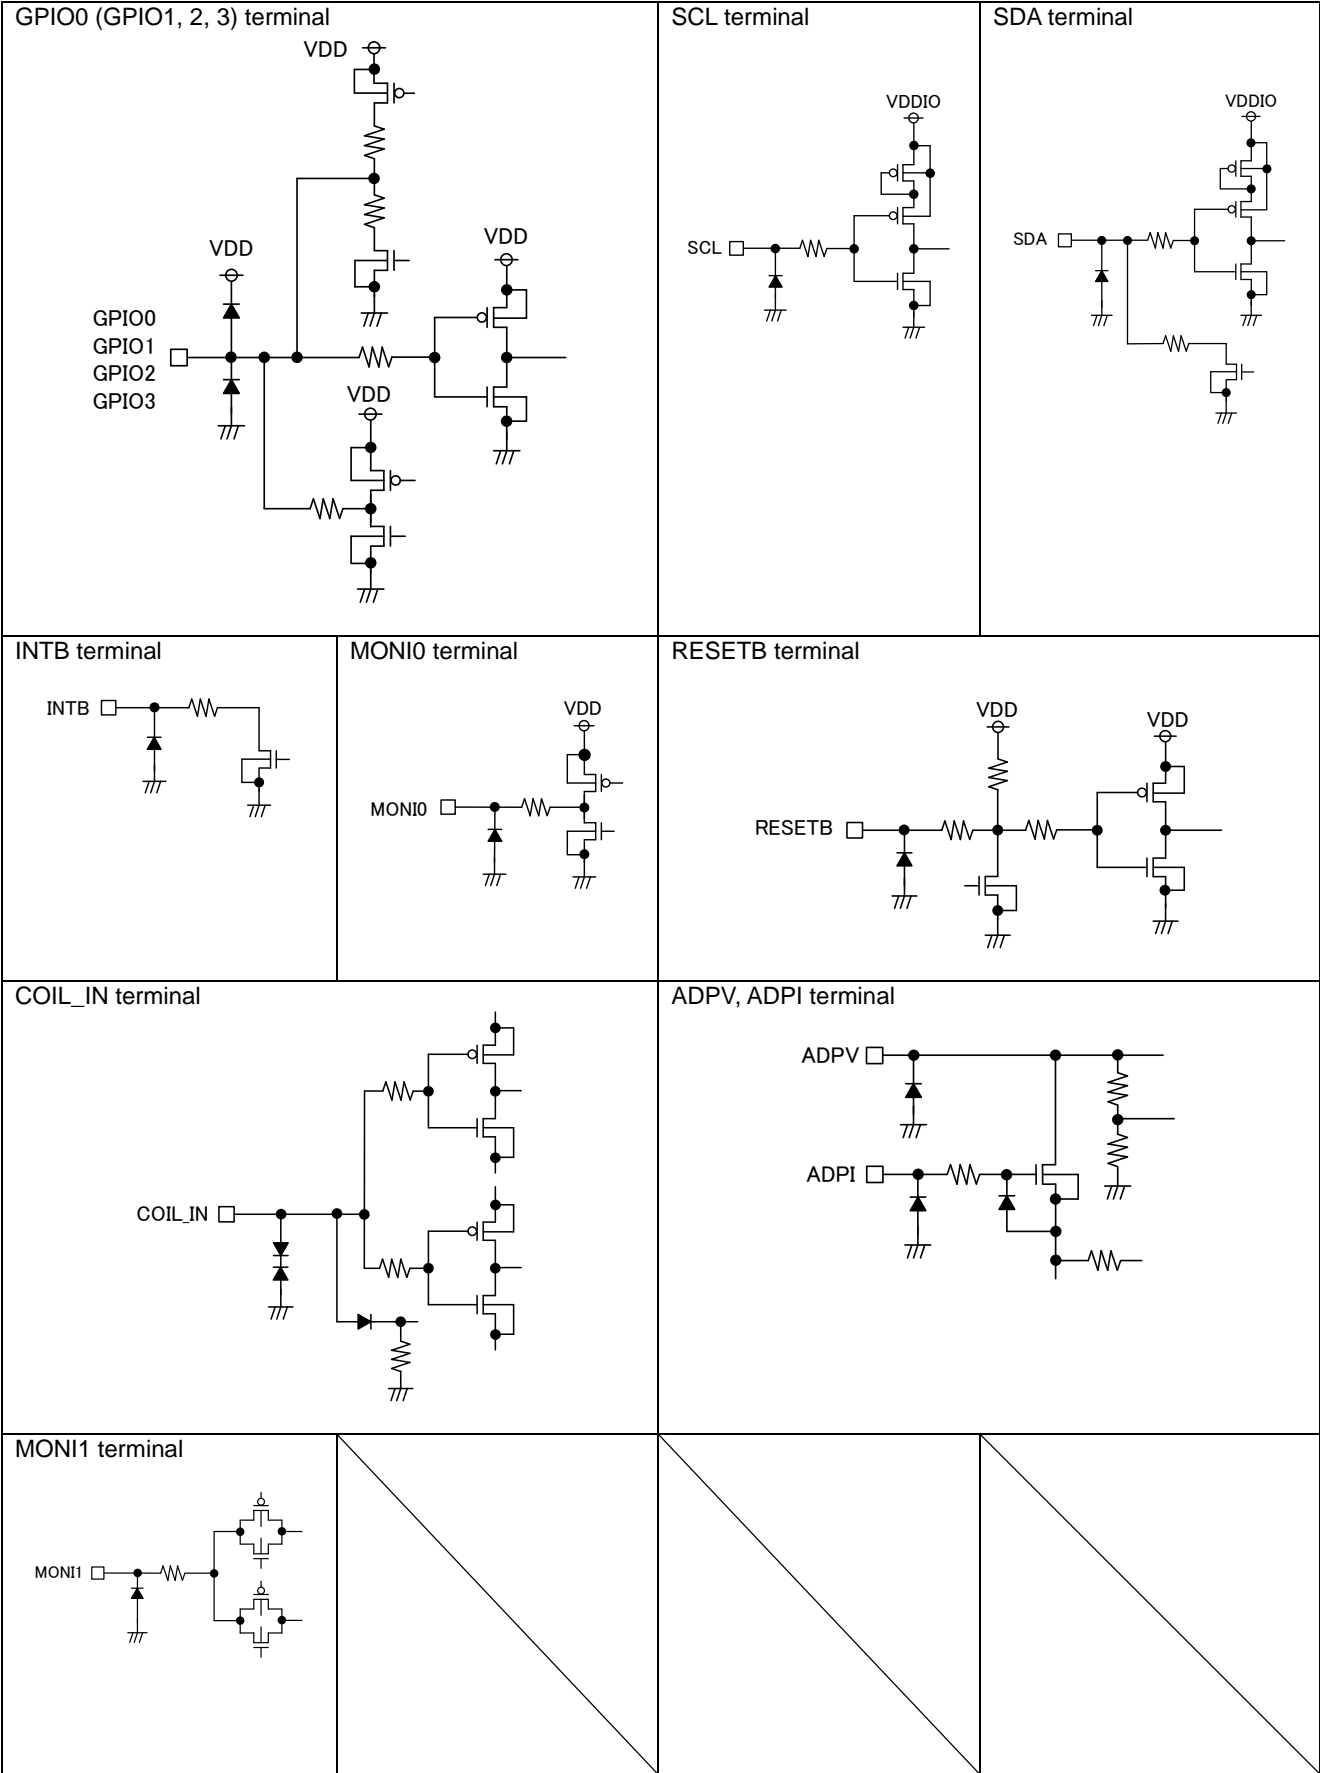 GPIO0 (GPIO1, 2, 3) terminal
VDD
VDD
VDD
GPIO0
GPIO1
GPIO2
GPIO3
VDD
SCL terminal
VDDIO
SCL
SDA terminal
VDDIO
SDA
INTB terminal
INTB
MONI0 terminal
VDD
MONI0
RESETB terminal
VDD
VDD
RESETB
COIL_IN terminal
COIL_IN
ADPV, ADPI terminal
ADPV
ADPI
MONI1 terminal
MONI1